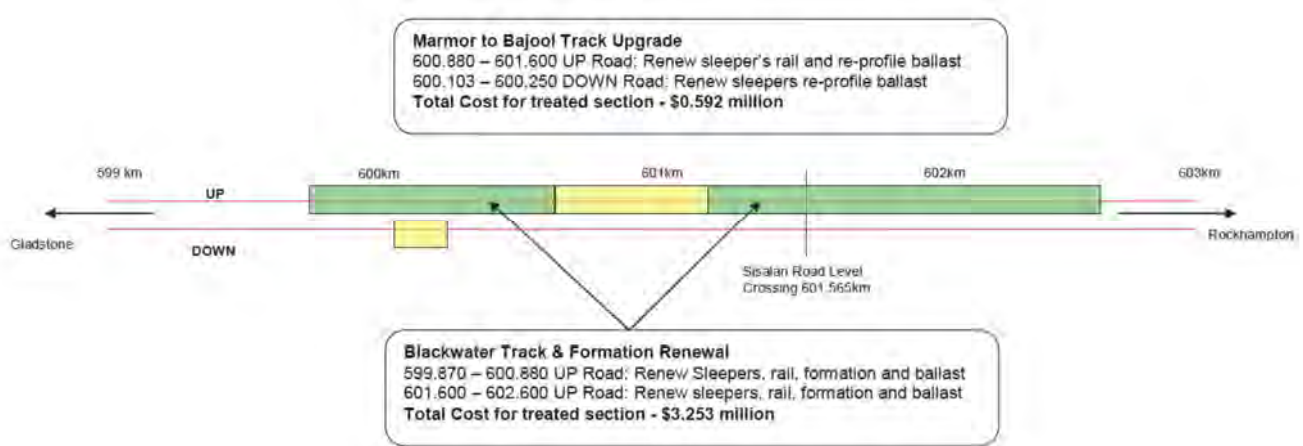 Marmor to Bajool Track Upgrade
600.880 – 601.600 UP Road: Renew sleeper's rail and re-profile ballast
600.103 – 600.250 DOWN Road: Renew sleepers re-profile ballast
Total Cost for treated section - $0.592 million
599 km
600km
601km
602km
603km
UP
Gladstone
DOWN
Rockhampton
Sisalan Road Level
Crossing 601.565km
Blackwater Track & Formation Renewal
599.870 – 600.880 UP Road: Renew Sleepers, rail, formation and ballast
601.600 – 602.600 UP Road: Renew sleepers, rail, formation and ballast
Total Cost for treated section - $3.253 million